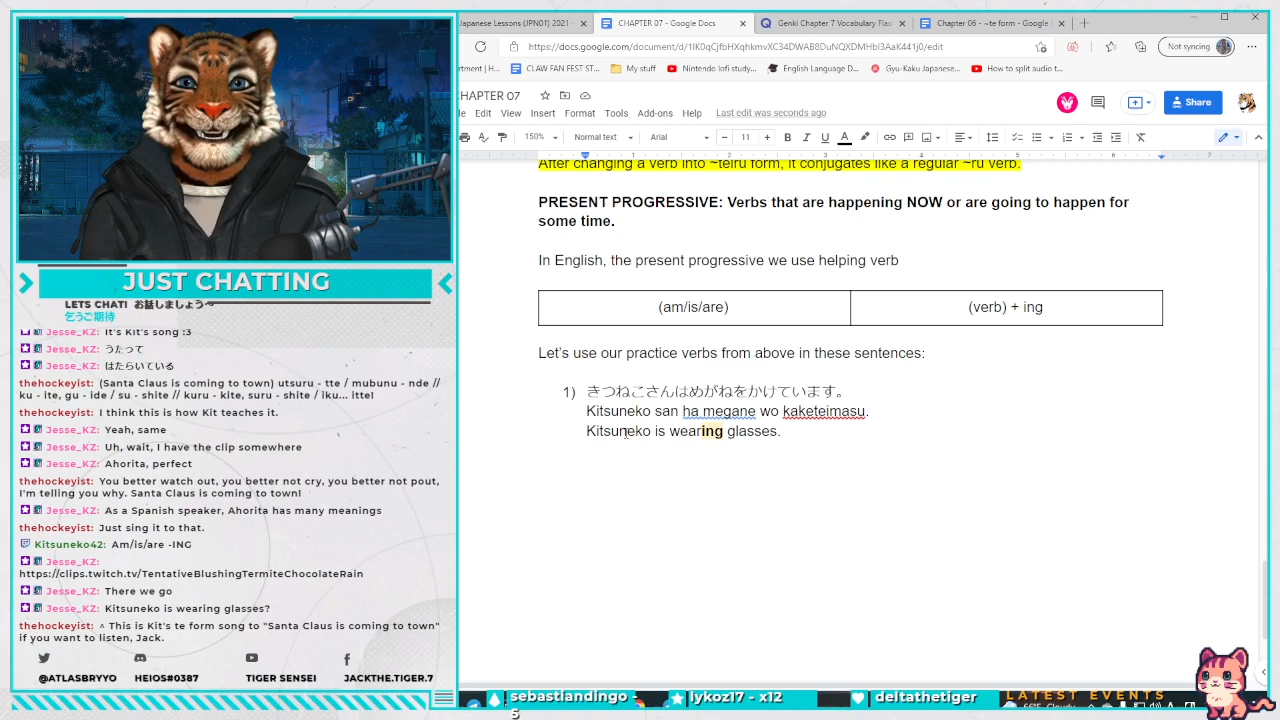 Japanese Lessons (JPN01) 2021 -
CHAPTER 07 - Google Docs
Genki Chapter 7 Vocabulary Flas
Chapter 06 - ~te form - Google
https://docs.google.com/document/d/1IK0qCjfbHXqhkmvXC34DWA88DuNQXDMHbl3AaK441j0/edit
Not syncing
CLAW FAN FEST ST...
My stuff
Nintendo lofi study...
English Language D...
Gyu-Kaku Japanese...
How to split audio t...
CHAPTER 07
Edit View Insert Format Tools Add-ons Help Last edit was seconds ago
Share
150% Normal text Arial 11
After changing a verb into ~teiru form, it conjugates like a regular ~ru verb.
PRESENT PROGRESSIVE: Verbs that are happening NOW or are going to happen for
some time.
In English, the present progressive we use helping verb
(am/is/are) (verb) + ing
Let's use our practice verbs from above in these sentences:
1) きつねこさんはめがねをかけています。
Kitsuneko san ha megane wo kaketeimasu.
Kitsuneko is wearing glasses.
JUST CHATTING
LETS CHAT! お話しましょう〜
乞うご期待
Jesse_KZ: It's Kit's song :3
Jesse_KZ: うたって
Jesse_KZ: はたらいている
thehockeyist: (Santa Claus is coming to town) utsuru - tte / mubunu - nde //
ku - ite, gu - ide / su - shite // kuru - kite, suru - shite / iku... itte!
thehockeyist: I think this is how Kit teaches it.
Jesse_KZ: Yeah, same
Jesse_KZ: Uh, wait, I have the clip somewhere
Jesse_KZ: Ahorita, perfect
thehockeyist: You better watch out, you better not cry, you better not pout,
I'm telling you why. Santa Claus is coming to town!
Jesse_KZ: As a Spanish speaker, Ahorita has many meanings
thehockeyist: Just sing it to that.
Kitsuneko42: Am/is/are -ING
Jesse_KZ:
https://clips.twitch.tv/TentativeBlushingTermiteChocolateRain
Jesse_KZ: There we go
Jesse_KZ: Kitsuneko is wearing glasses?
thehockeyist: ^ This is Kit's te form song to "Santa Claus is coming to town"
if you want to listen, Jack.
@ATLASBRYYO HEIOS#0387 TIGER SENSEI JACKTHE.TIGER.7
sebastiandingo -
5
lynxz17 - x12
deltathetiger
LATEST EVENTS